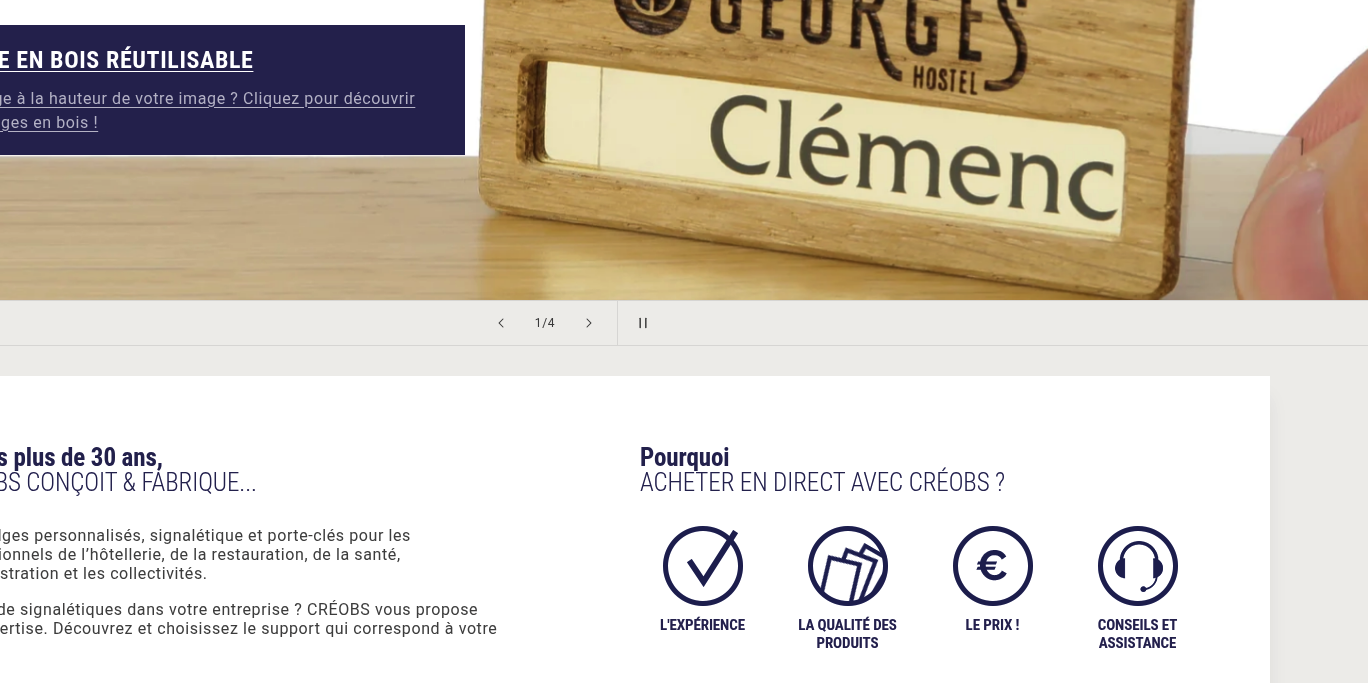 GEORGES
HOSTEL
Clémenc
E EN BOIS RÉUTILISABLE
ge à la hauteur de votre image ? Cliquez pour découvrir
ges en bois !
1/4
s plus de 30 ans,
BS CONÇOIT & FABRIQUE...
lges personnalisés, signalétique et porte-clés pour les
ionnels de l’hôtellerie, de la restauration, de la santé,
stration et les collectivités.
de signalétiques dans votre entreprise ? CRÉOBS vous propose
ertise. Découvrez et choisissez le support qui correspond à votre
Pourquoi
ACHETER EN DIRECT AVEC CRÉOBS ?
€
L'EXPÉRIENCE
LA QUALITÉ DES
PRODUITS
LE PRIX !
CONSEILS ET
ASSISTANCE